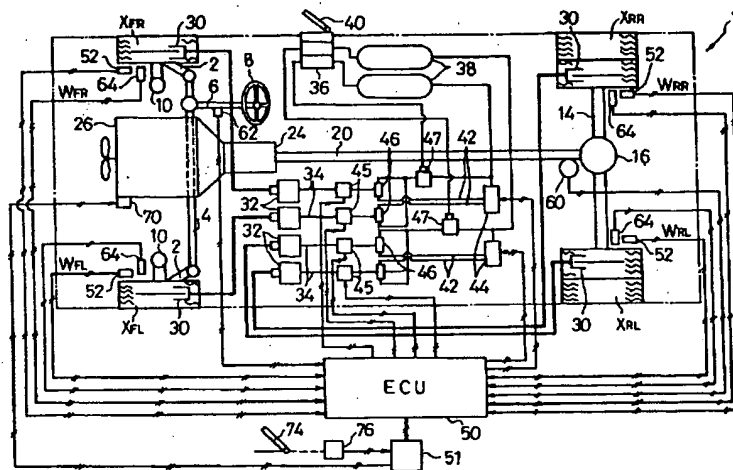 XFR 30 40 XRR 30
52 2 38 52
WFR 64 10 6 8 36 WRR
26 62 24 46 47 14 64
20 42 16
34 45
70 32 60 64
4 47 WRL
WFL 64 10 2 32 52
52 46 44 30
34 45 42
XFL 30 XRL
ECU
50
74 76 51